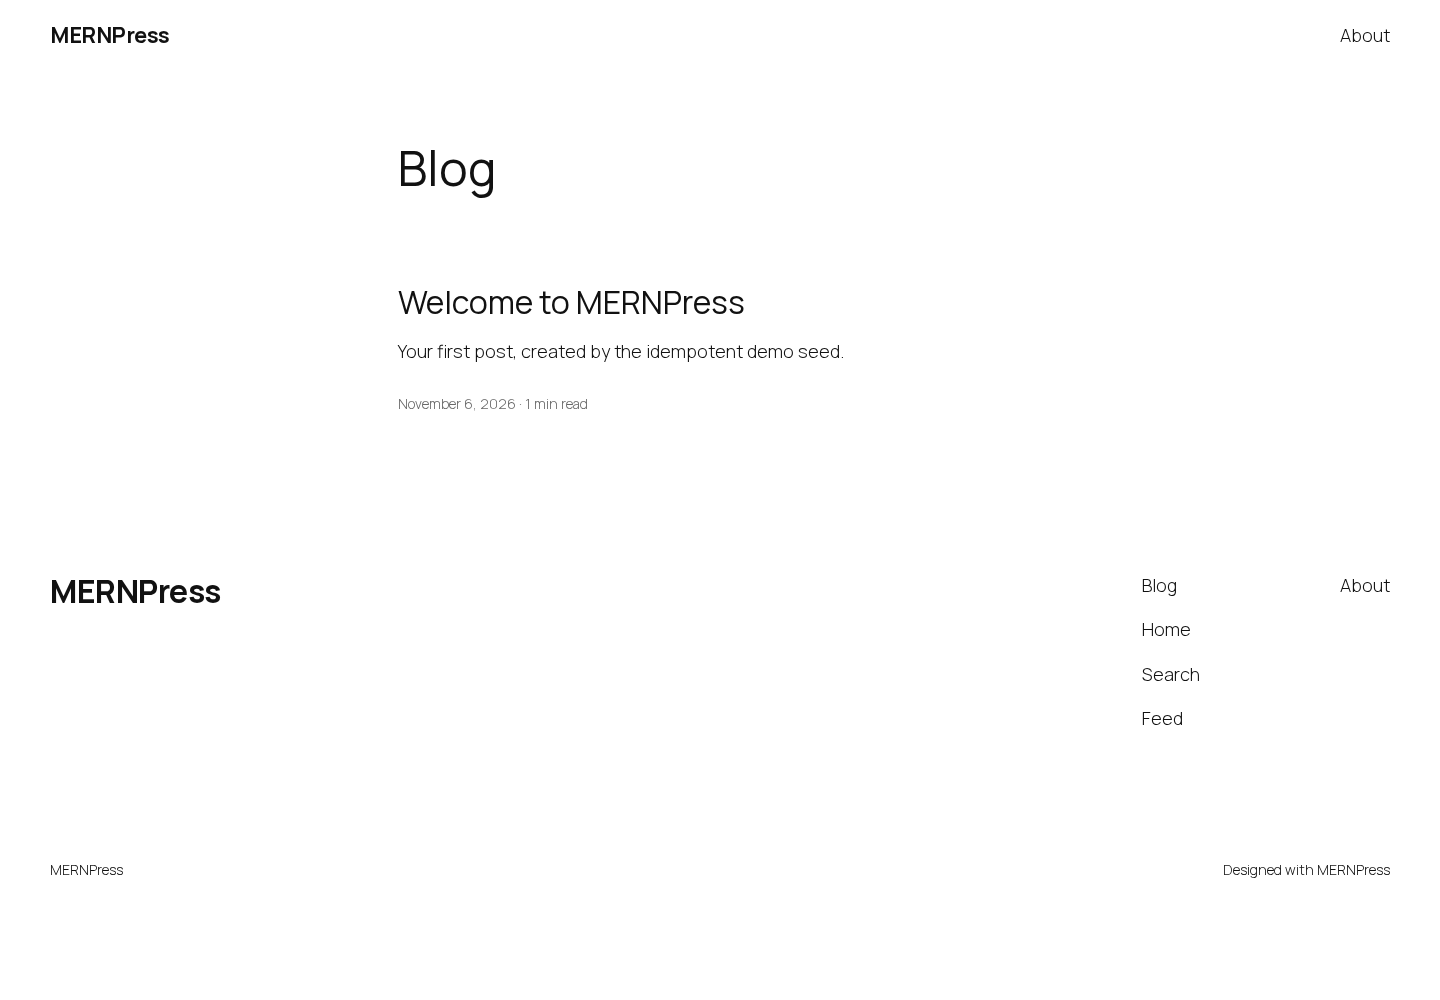 MERNPress
About
Blog
Welcome to MERNPress
Your first post, created by the idempotent demo seed.
November 6, 2026 · 1 min read
MERNPress
Blog
Home
Search
Feed
About
MERNPress
Designed with MERNPress